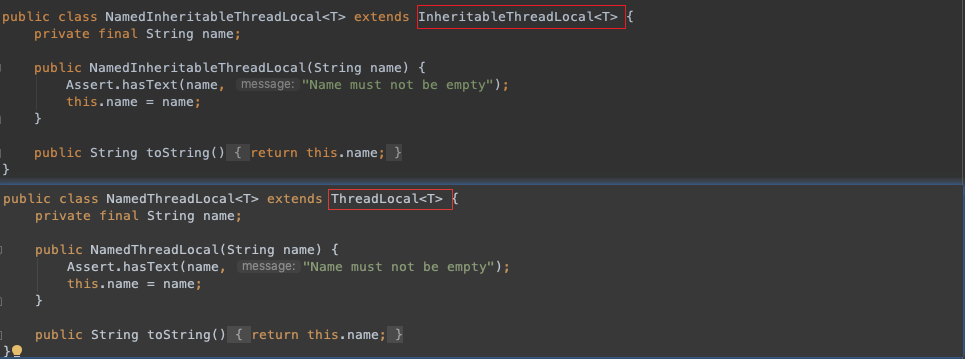 public class NamedInheritableThreadLocal<T> extends InheritableThreadLocal<T> {
    private final String name;
    public NamedInheritableThreadLocal(String name) {
        Assert.hasText(name, message: "Name must not be empty");
        this.name = name;
    }
    public String toString() { return this.name; }
}
public class NamedThreadLocal<T> extends ThreadLocal<T> {
    private final String name;
    public NamedThreadLocal(String name) {
        Assert.hasText(name, message: "Name must not be empty");
        this.name = name;
    }
    public String toString() { return this.name; }
}